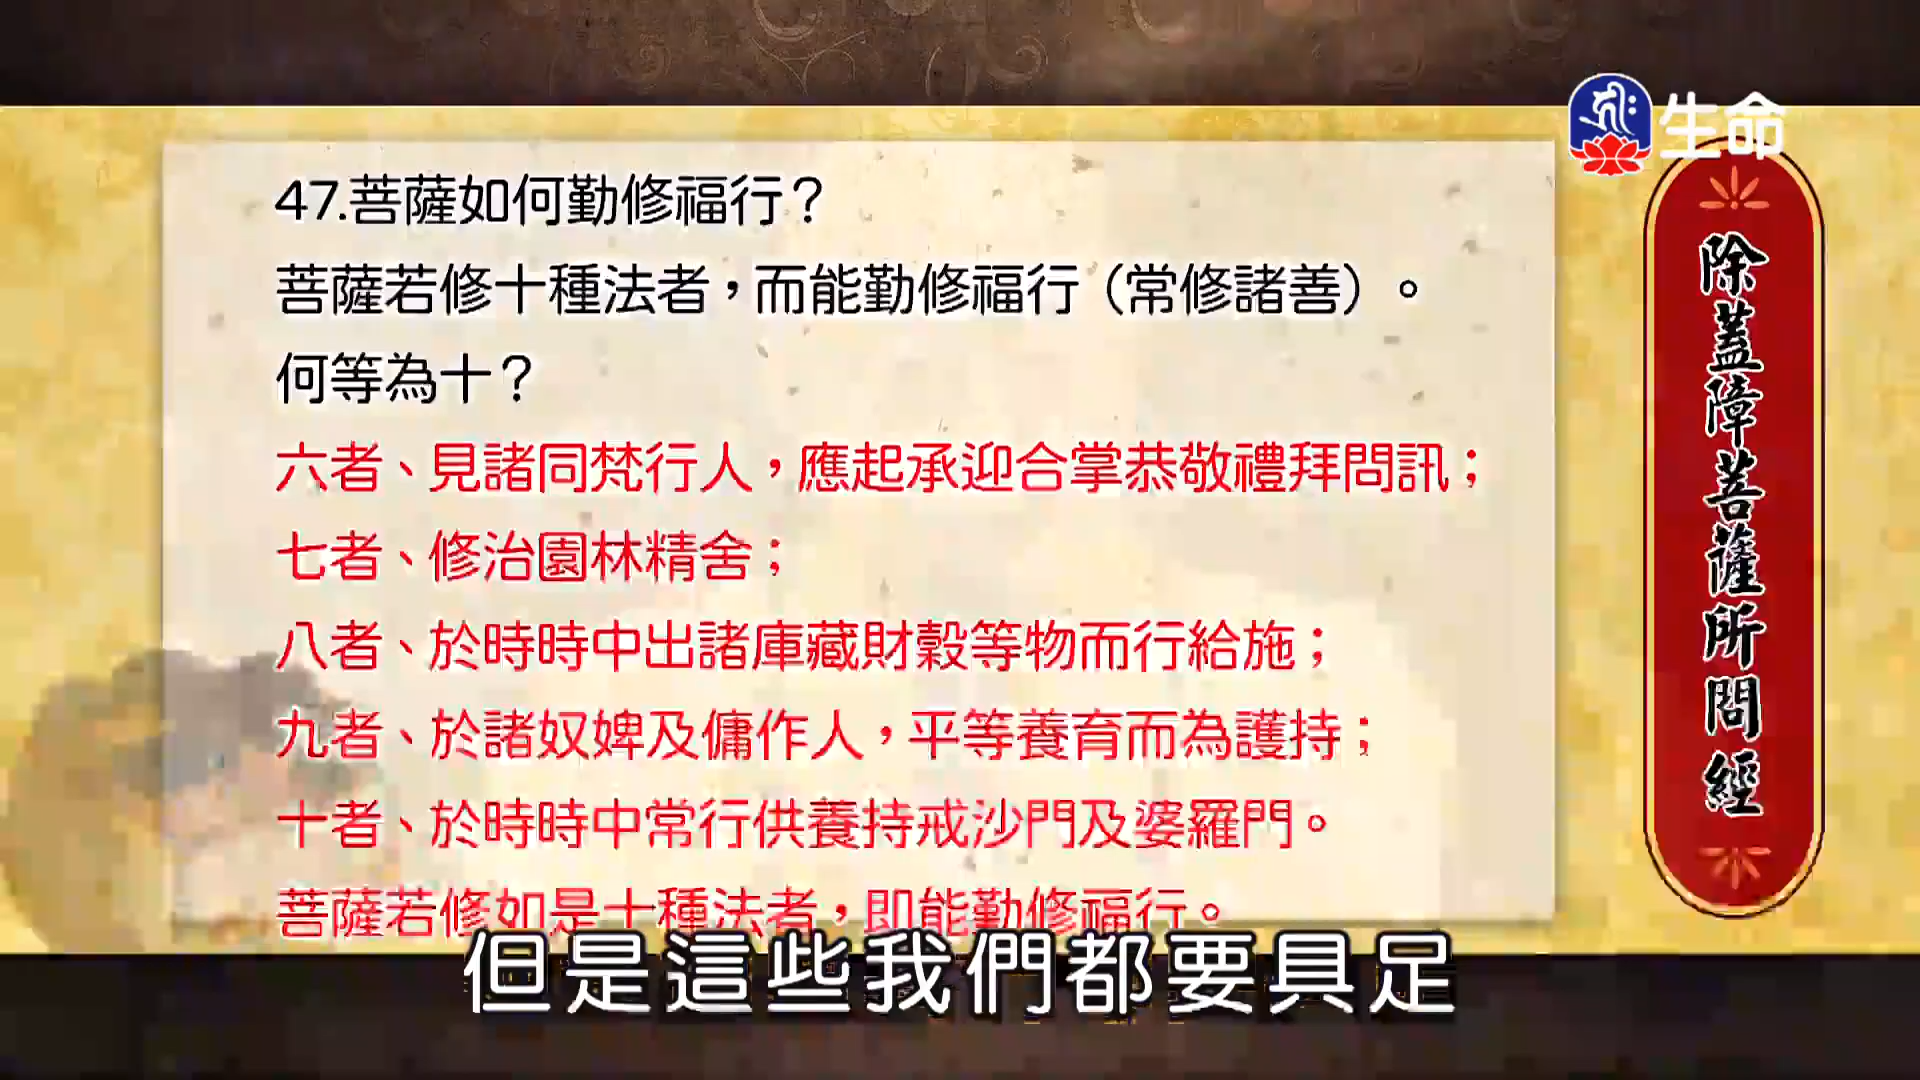 生命
47.菩薩如何勤修福行？
菩薩若修十種法者，而能勤修福行（常修諸善）。
何等為十？
六者、見諸同梵行人，應起承迎合掌恭敬禮拜問訊；
七者、修治園林精舍；
八者、於時時中出諸庫藏財穀等物而行給施；
九者、於諸奴婢及傭作人，平等養育而為護持；
十者、於時時中常行供養持戒沙門及婆羅門。
菩薩若修如是十種法者，即能勤修福行。
除蓋障菩薩所問經
但是這些我們都要具足